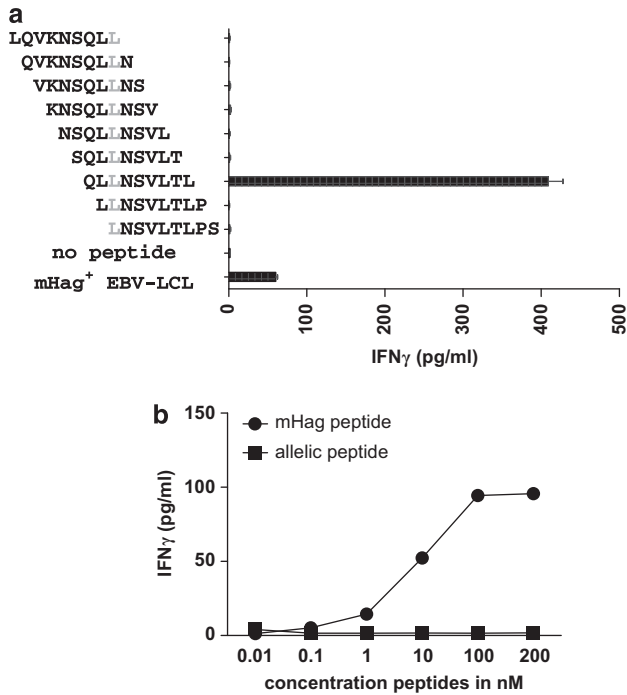 a
LQVKNSQLL
QVKNSQLLN
VKNSQLLNS
KNSQLLNSV
NSQLLNSVL
SQLLNSVLT
QLLNSVLTL
LLNSVLTLP
LNSVLTLPS
no peptide
mHag+ EBV-LCL
0 100 200 300 400 500
IFNγ (pg/ml)
b
150
mHag peptide
allelic peptide
100
50
0
IFNγ (pg/ml)
0.01 0.1 1 10 100 200
concentration peptides in nM